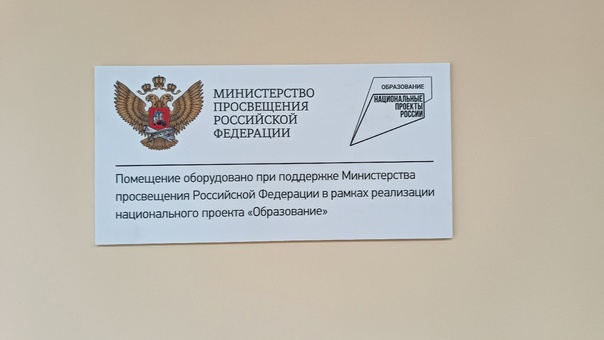 МИНИСТЕРСТВО
ПРОСВЕЩЕНИЯ
РОССИЙСКОЙ
ФЕДЕРАЦИИ
ОБРАЗОВАНИЕ
НАЦИОНАЛЬНЫЕ
ПРОЕКТЫ
РОССИИ
Помещение оборудовано при поддержке Министерства
просвещения Российской Федерации в рамках реализации
национального проекта «Образование»